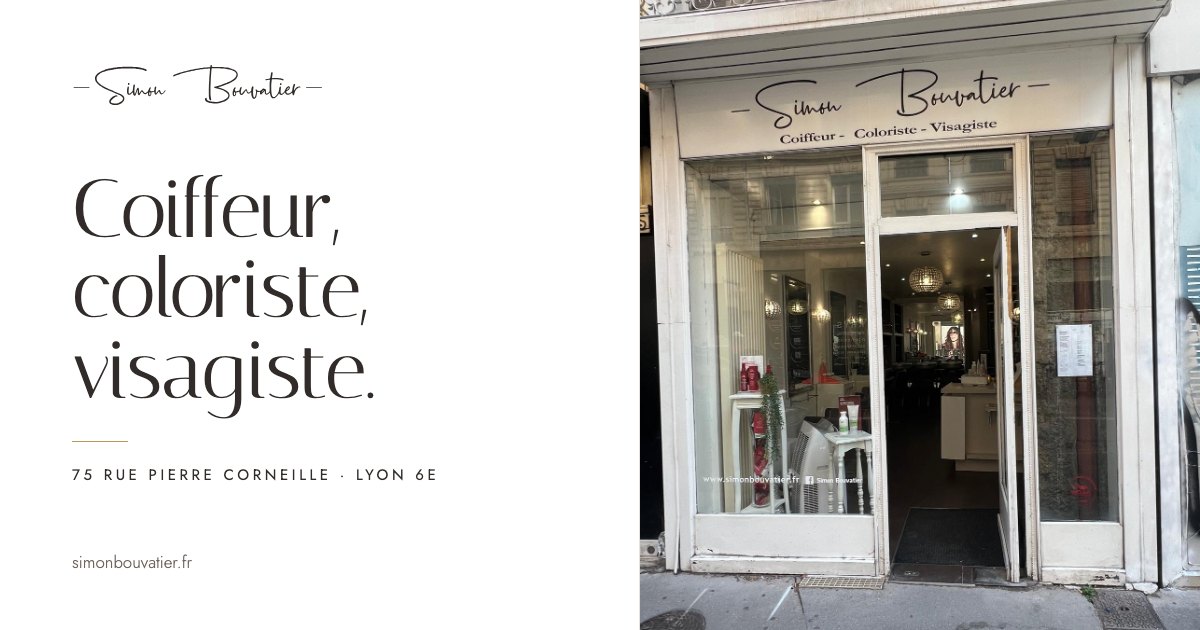 – Simon Bouvatier –
Coiffeur,
coloriste,
visagiste.
75 RUE PIERRE CORNEILLE · LYON 6E
simonbouvatier.fr
– Simon Bouvatier –
Coiffeur - Coloriste - Visagiste
www.simonbouvatier.fr
Simon Bouvatier